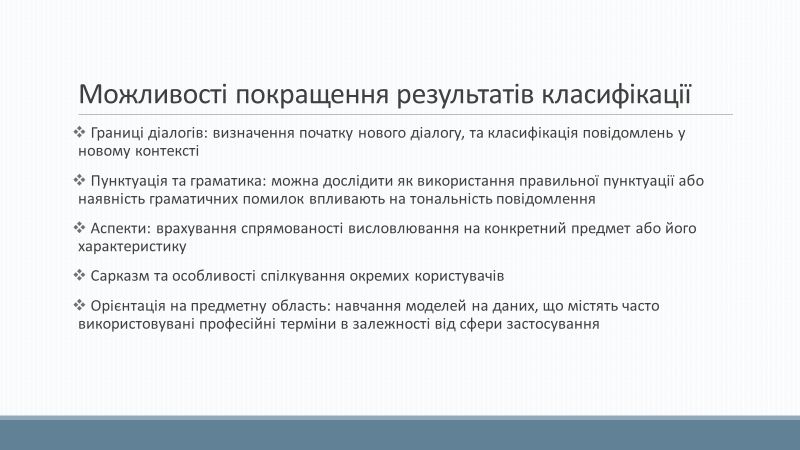 Можливості покращення результатів класифікації
❖ Границі діалогів: визначення початку нового діалогу, та класифікація повідомлень у
новому контексті
❖ Пунктуація та граматика: можна дослідити як використання правильної пунктуації або
наявність граматичних помилок впливають на тональність повідомлення
❖ Аспекти: врахування спрямованості висловлювання на конкретний предмет або його
характеристику
❖ Сарказм та особливості спілкування окремих користувачів
❖ Орієнтація на предметну область: навчання моделей на даних, що містять часто
використовувані професійні терміни в залежності від сфери застосування